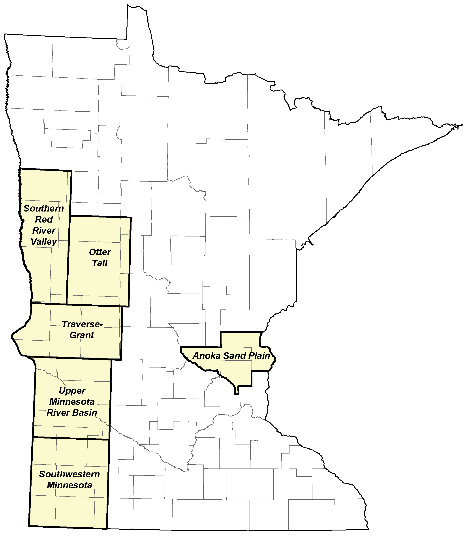 Southern
Red
River
Valley
Otter
Tail
Traverse-
Grant
Anoka Sand Plain
Upper
Minnesota
River Basin
Southwestern
Minnesota